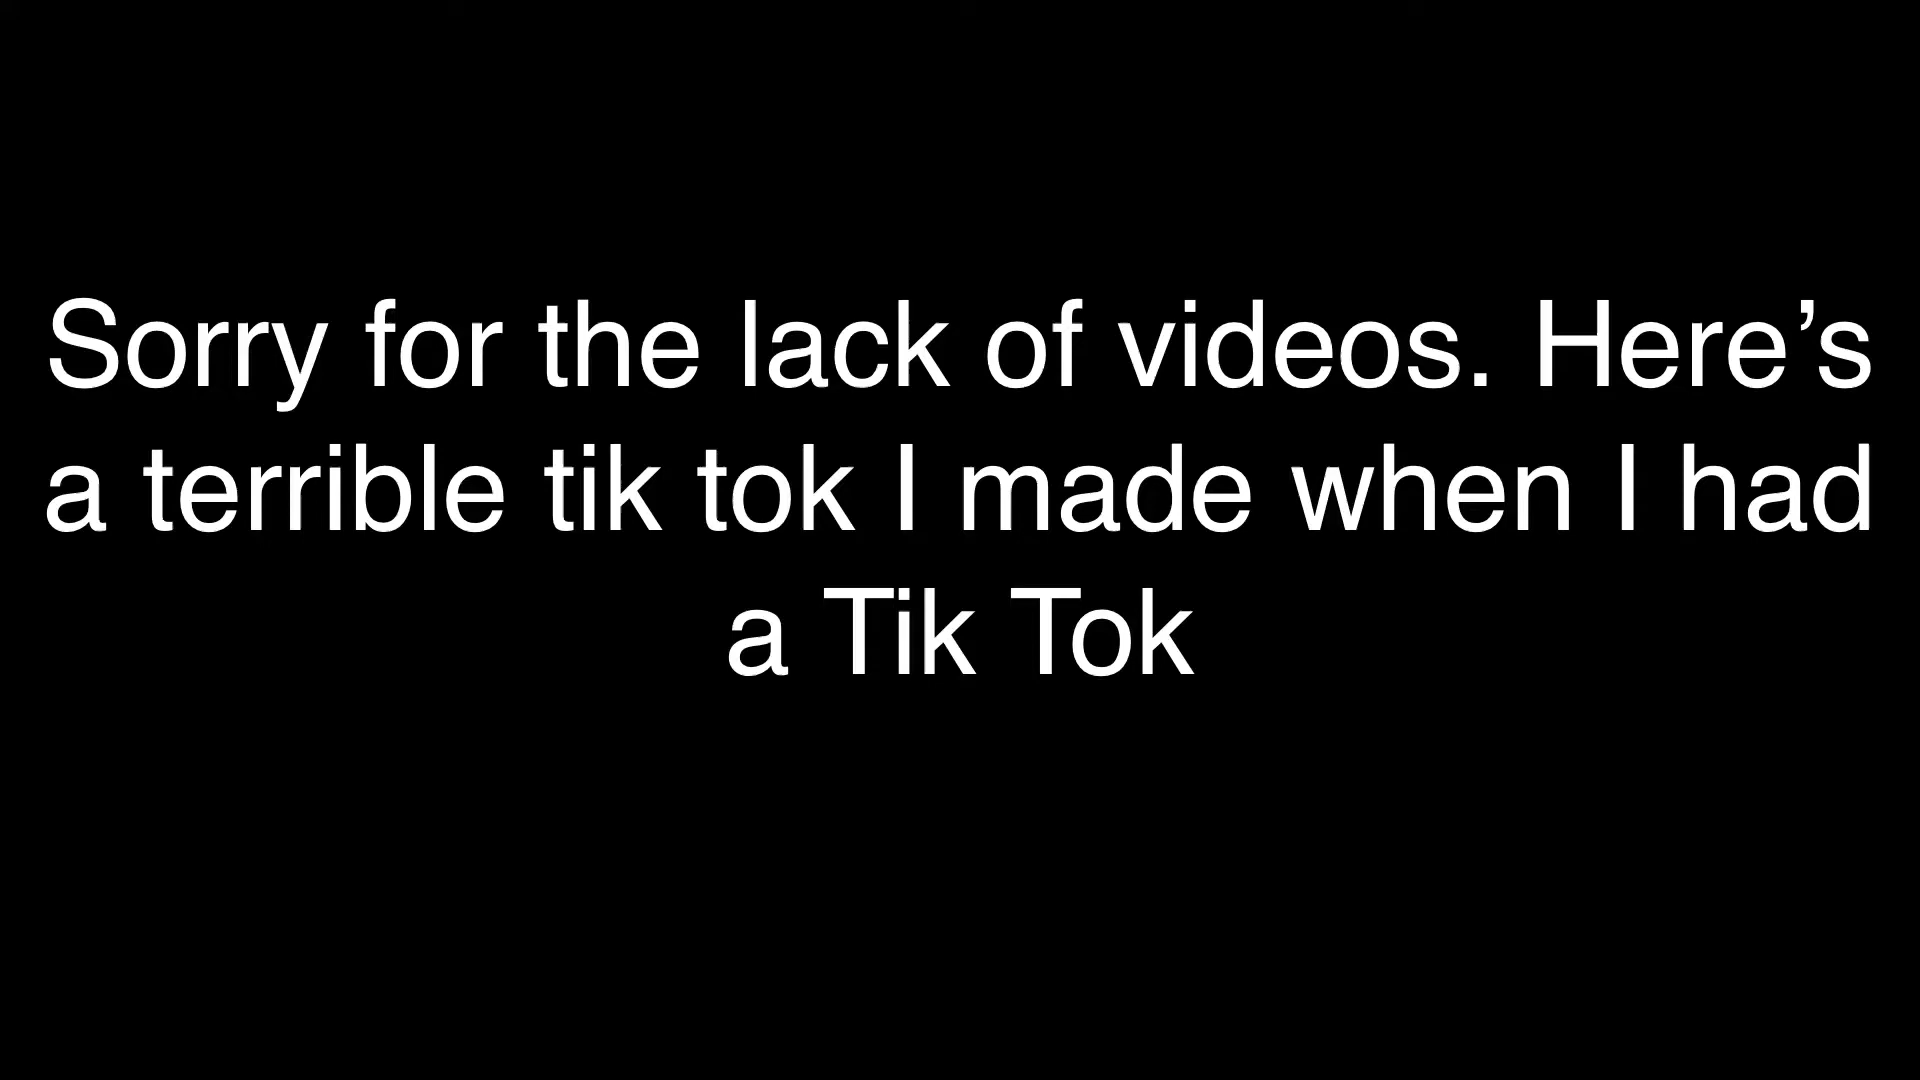 Sorry for the lack of videos. Here’s
a terrible tik tok I made when I had
a Tik Tok